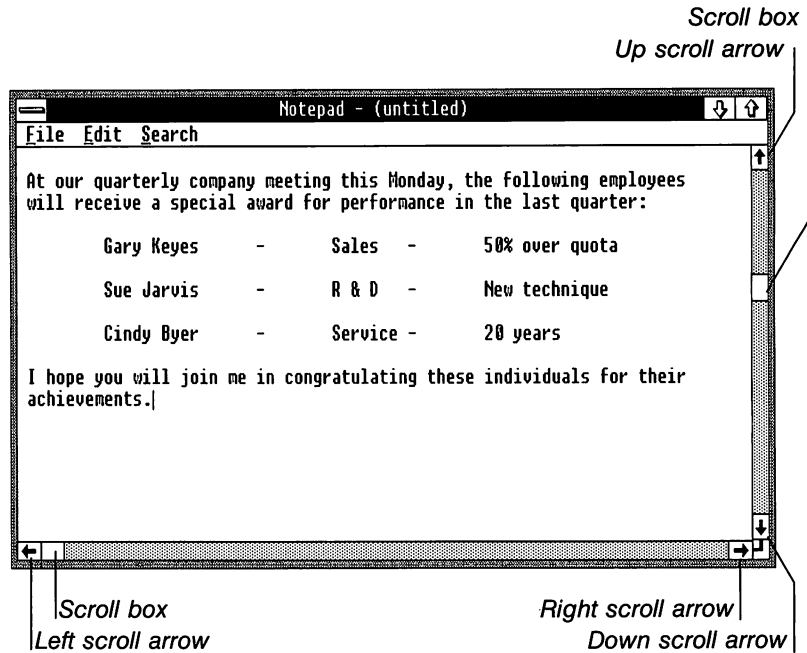 Scroll box
Up scroll arrow
Notepad - (untitled)
File Edit Search
At our quarterly company meeting this Monday, the following employees
will receive a special award for performance in the last quarter:
Gary Keyes - Sales - 50% over quota
Sue Jarvis - R & D - New technique
Cindy Byer - Service - 20 years
I hope you will join me in congratulating these individuals for their
achievements.
Scroll box
Right scroll arrow
Left scroll arrow
Down scroll arrow